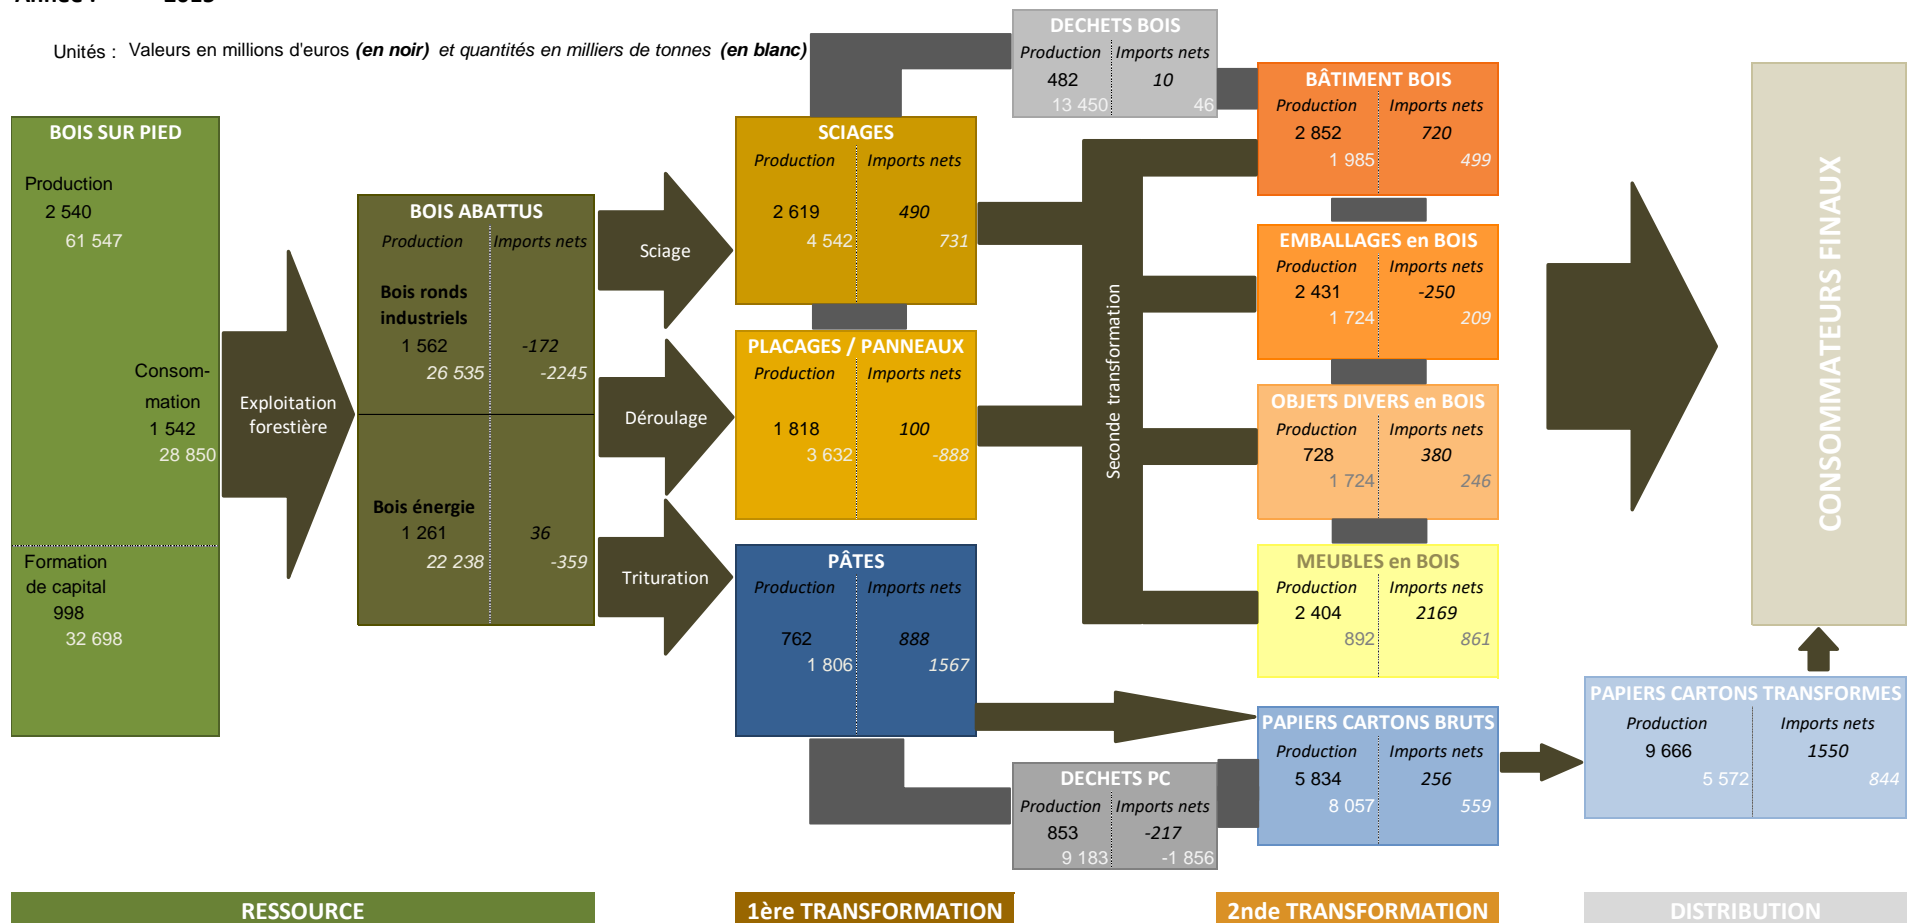 Unités : Valeurs en millions d'euros (en noir) et quantités en milliers de tonnes (en blanc)
DECHETS BOIS
Production Imports nets
482 10
13 450 46
BOIS SUR PIED
Production
2 540
61 547
Consom-
mation
1 542
28 850
Formation
de capital
998
32 698
Exploitation
forestière
BOIS ABATTUS
Production Imports nets
Bois ronds
industriels
1 562 -172
26 535 -2245
Bois énergie
1 261 36
22 238 -359
Sciage
Déroulage
Trituration
SCIAGES
Production Imports nets
2 619 490
4 542 731
PLACAGES / PANNEAUX
Production Imports nets
1 818 100
3 632 -888
PÂTES
Production Imports nets
762 888
1 806 1567
Seconde transformation
DECHETS PC
Production Imports nets
853 -217
9 183 -1 856
BÂTIMENT BOIS
Production Imports nets
2 852 720
1 985 499
EMBALLAGES en BOIS
Production Imports nets
2 431 -250
1 724 209
OBJETS DIVERS en BOIS
Production Imports nets
728 380
1 724 246
MEUBLES en BOIS
Production Imports nets
2 404 2169
892 861
PAPIERS CARTONS BRUTS
Production Imports nets
5 834 256
8 057 559
CONSOMMATEURS FINAUX
PAPIERS CARTONS TRANSFORMES
Production Imports nets
9 666 1550
5 572 844
RESSOURCE
1ère TRANSFORMATION
2nde TRANSFORMATION
DISTRIBUTION